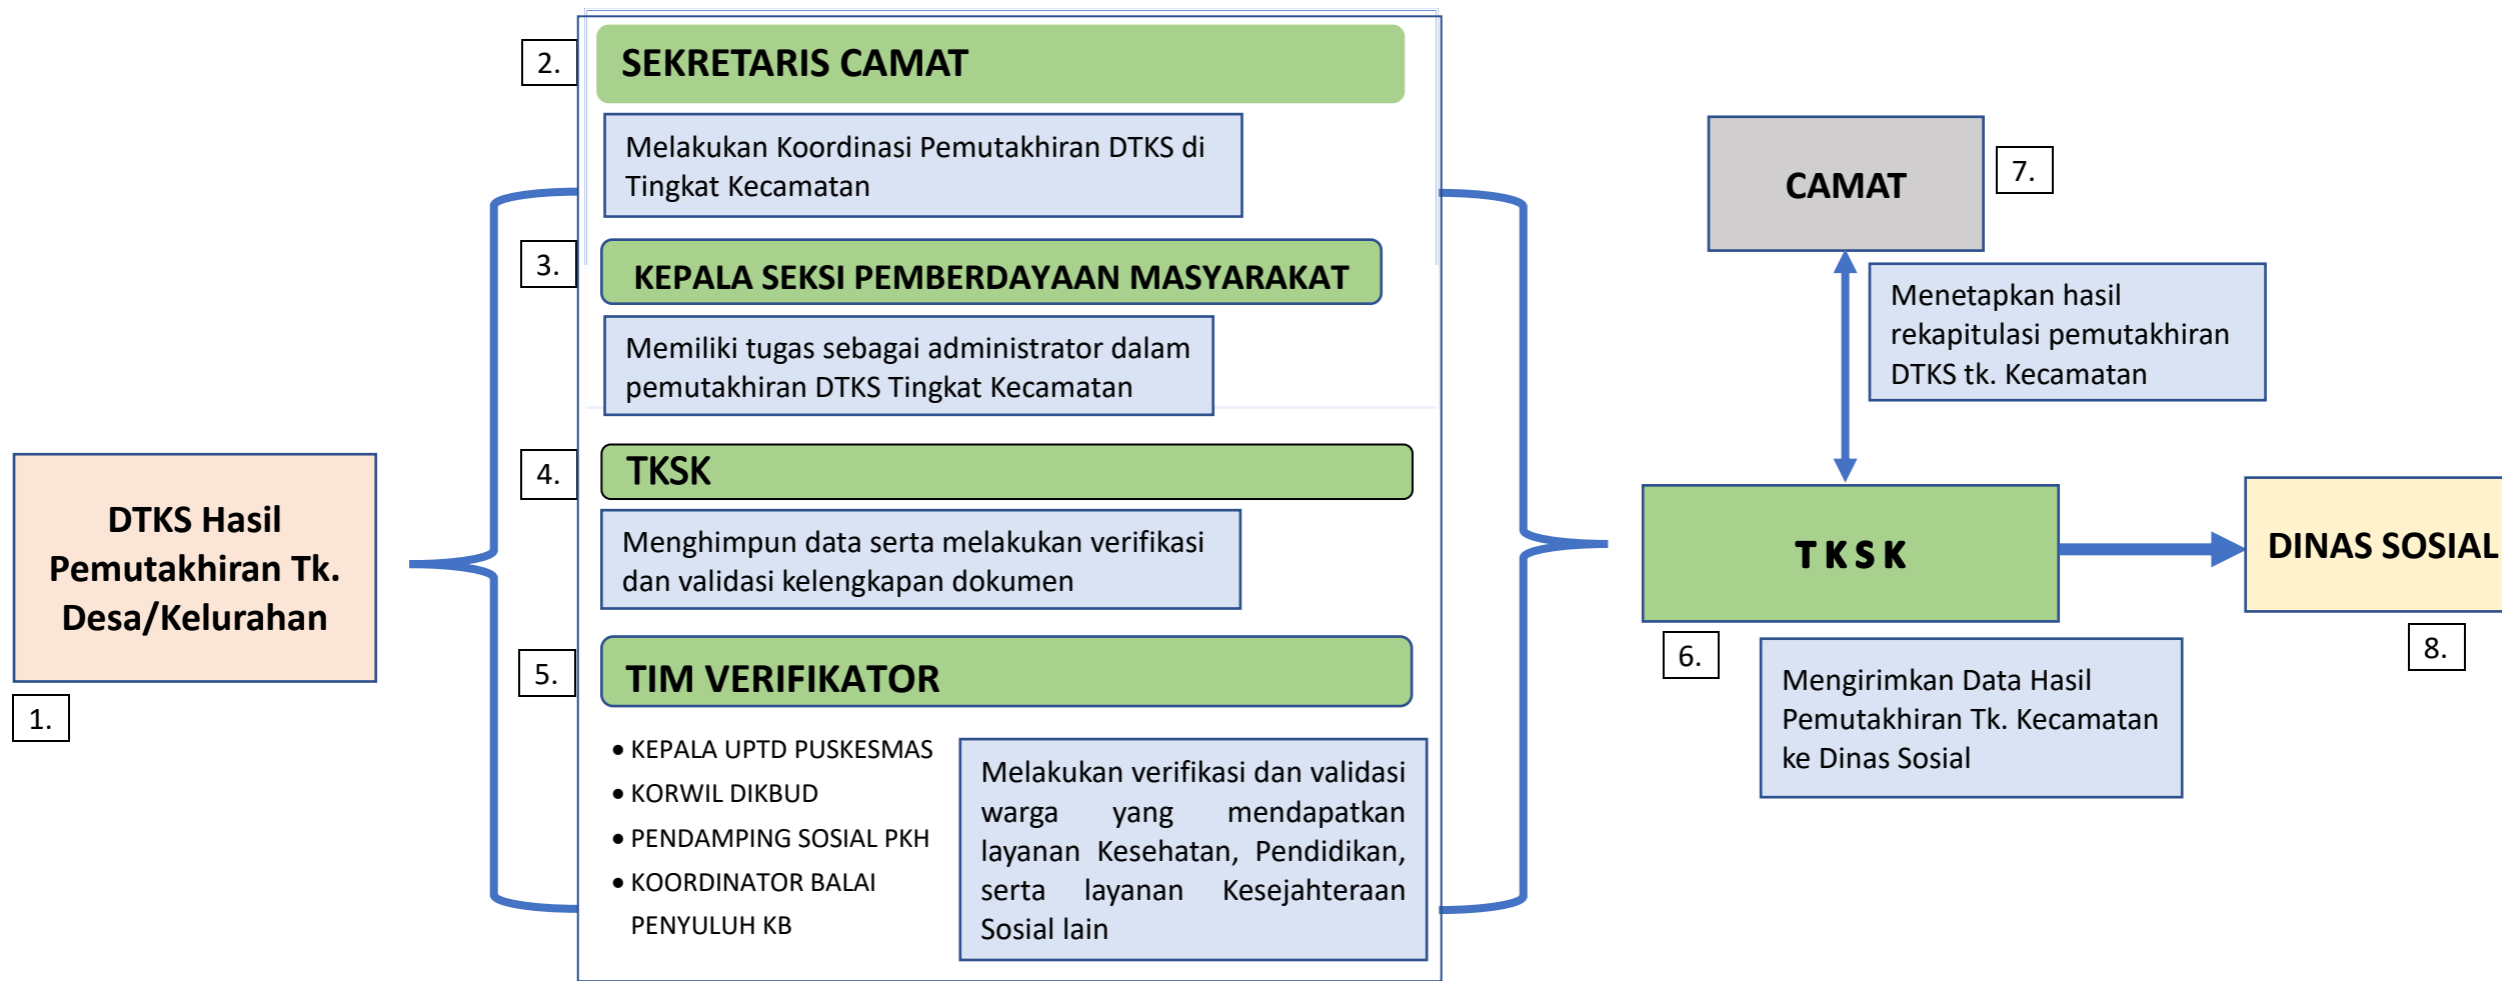 1.
DTKS Hasil
Pemutakhiran Tk.
Desa/Kelurahan
2.
SEKRETARIS CAMAT
Melakukan Koordinasi Pemutakhiran DTKS di
Tingkat Kecamatan
3.
KEPALA SEKSI PEMBERDAYAAN MASYARAKAT
Memiliki tugas sebagai administrator dalam
pemutakhiran DTKS Tingkat Kecamatan
4.
TKSK
Menghimpun data serta melakukan verifikasi
dan validasi kelengkapan dokumen
5.
TIM VERIFIKATOR
• KEPALA UPTD PUSKESMAS
• KORWIL DIKBUD
• PENDAMPING SOSIAL PKH
• KOORDINATOR BALAI
PENYULUH KB
Melakukan verifikasi dan validasi
warga yang mendapatkan
layanan Kesehatan, Pendidikan,
serta layanan Kesejahteraan
Sosial lain
6.
T K S K
Mengirimkan Data Hasil
Pemutakhiran Tk. Kecamatan
ke Dinas Sosial
7.
CAMAT
Menetapkan hasil
rekapitulasi pemutakhiran
DTKS tk. Kecamatan
8.
DINAS SOSIAL